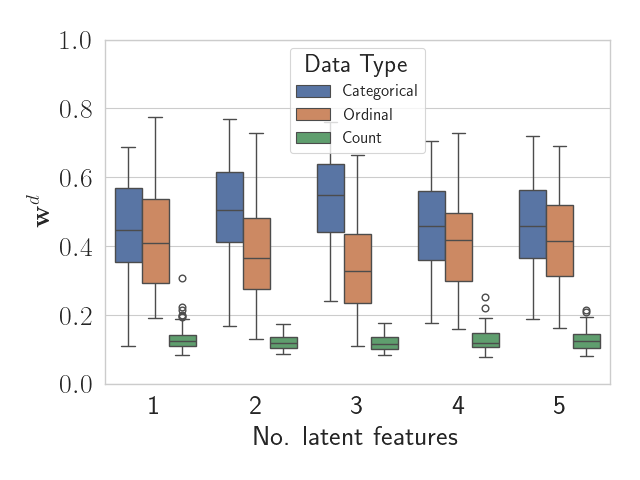 1.0
0.8
0.6
0.4
0.2
0.0
w^d
Data Type
Categorical
Ordinal
Count
1 2 3 4 5
No. latent features